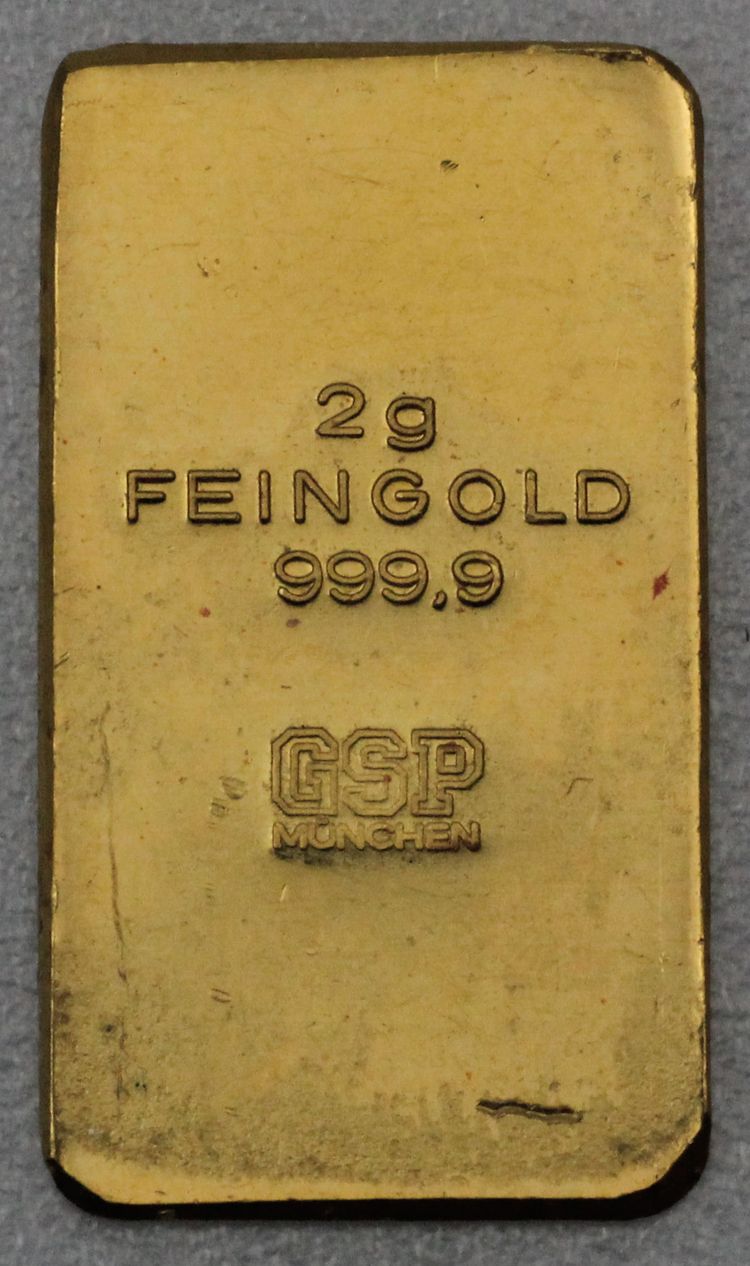 2g
FEINGOLD
999,9
GSP
MÜNCHEN